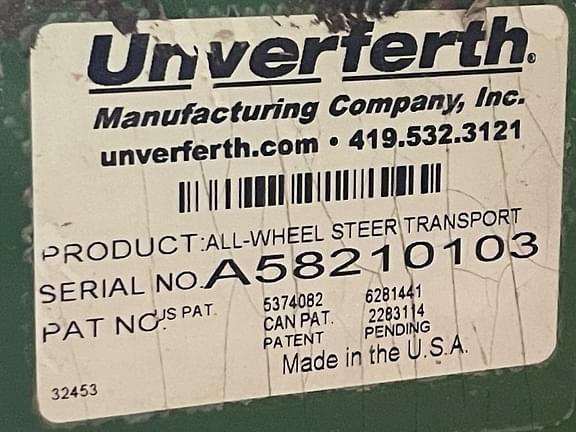 Unverferth®
Manufacturing Company, Inc.
unverferth.com • 419.532.3121
PRODUCT:ALL-WHEEL STEER TRANSPORT
SERIAL NO.A58210103
PAT NO. US PAT. 5374082 6281441
CAN PAT. 2283114
PATENT PENDING
Made in the U.S.A.
32453